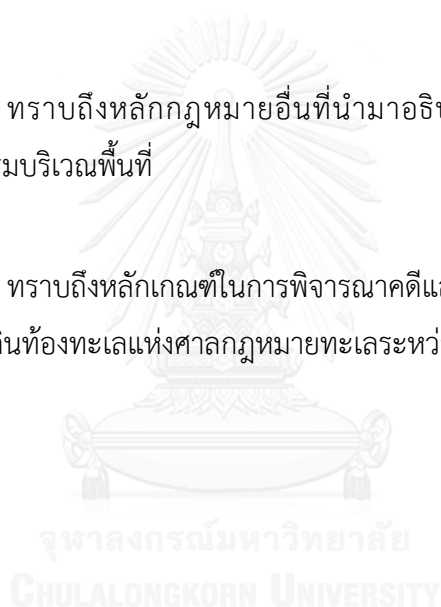 ทราบถึงหลักกฎหมายอื่นที่นำมาอธิบ
รมบริเวณพื้นที่
ทราบถึงหลักเกณฑ์ในการพิจารณาคดีแ
ดินท้องทะเลแห่งศาลกฎหมายทะเลระหว่
จุฬาลงกรณ์มหาวิทยาลัย
CHULALONGKORN UNIVERSITY